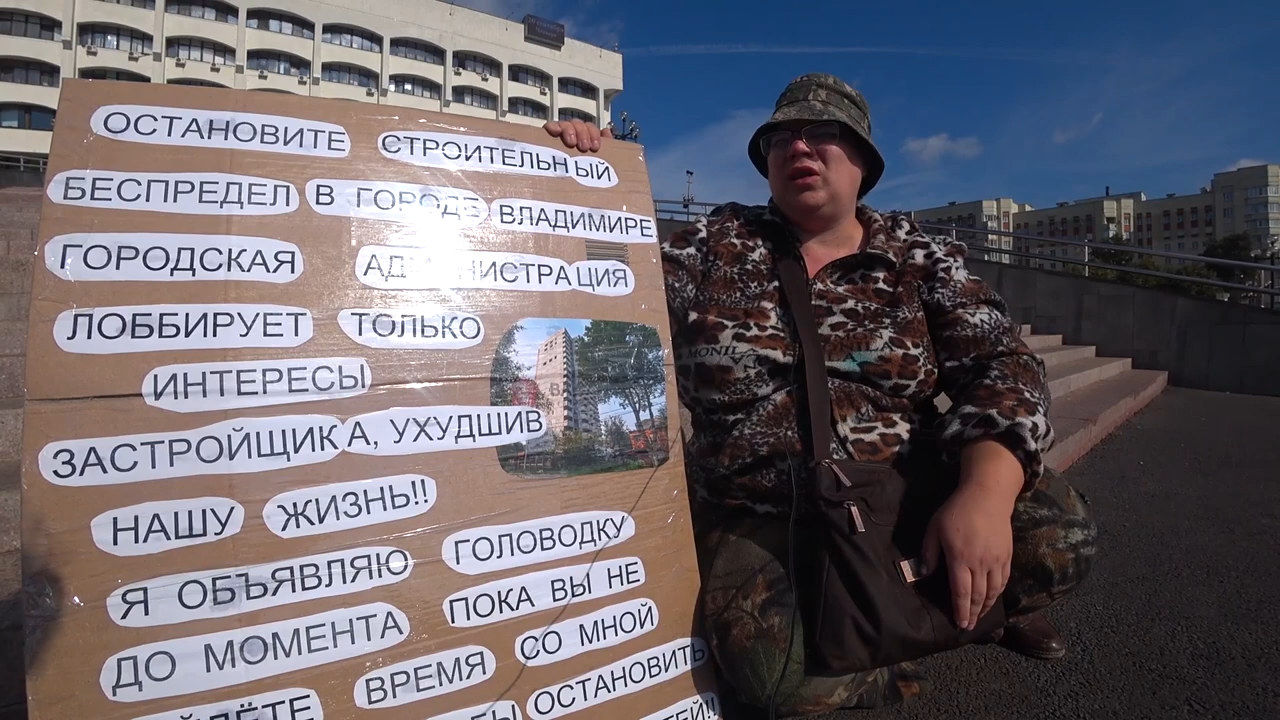 ОСТАНОВИТЕ СТРОИТЕЛЬНЫЙ
БЕСПРЕДЕЛ В ГОРОДЕ ВЛАДИМИРЕ
ГОРОДСКАЯ АДМИНИСТРАЦИЯ
ЛОББИРУЕТ ТОЛЬКО
ИНТЕРЕСЫ
ЗАСТРОЙЩИКА, УХУДШИВ
НАШУ ЖИЗНЬ!!
Я ОБЪЯВЛЯЮ ГОЛОВОДКУ
ДО МОМЕНТА ПОКА ВЫ НЕ
ВРЕМЯ СО МНОЙ
ОСТАНОВИТЬ
MONIL